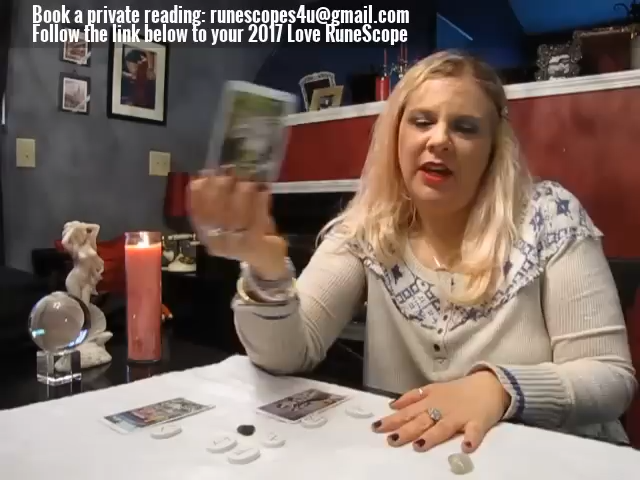 Book a private reading: runescopes4u@gmail.com
Follow the link below to your 2017 Love RuneScope